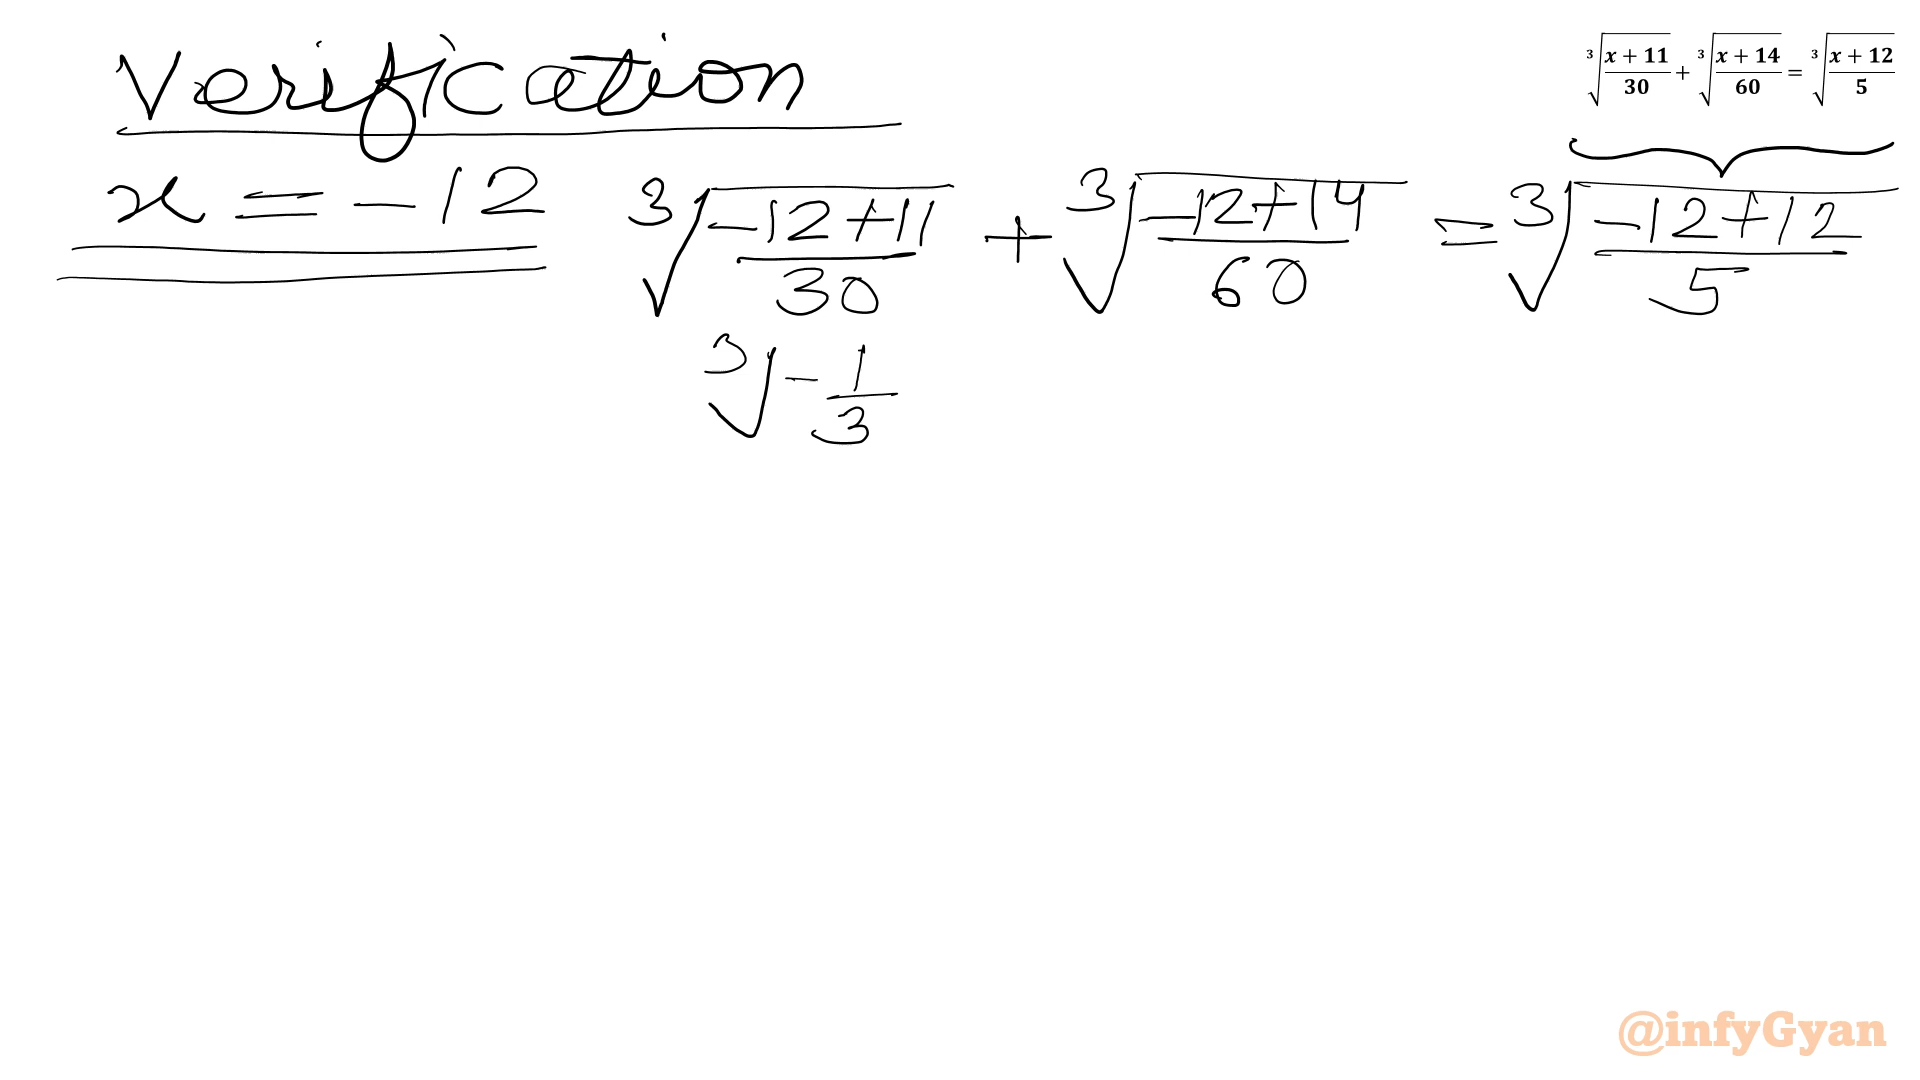 Verification
∛((x + 11)/30) + ∛((x + 14)/60) = ∛((x + 12)/5)
x = -12
∛((-12+11)/30) + ∛((-12+14)/60) = ∛((-12+12)/5)
∛(-1/3)
@infyGyan